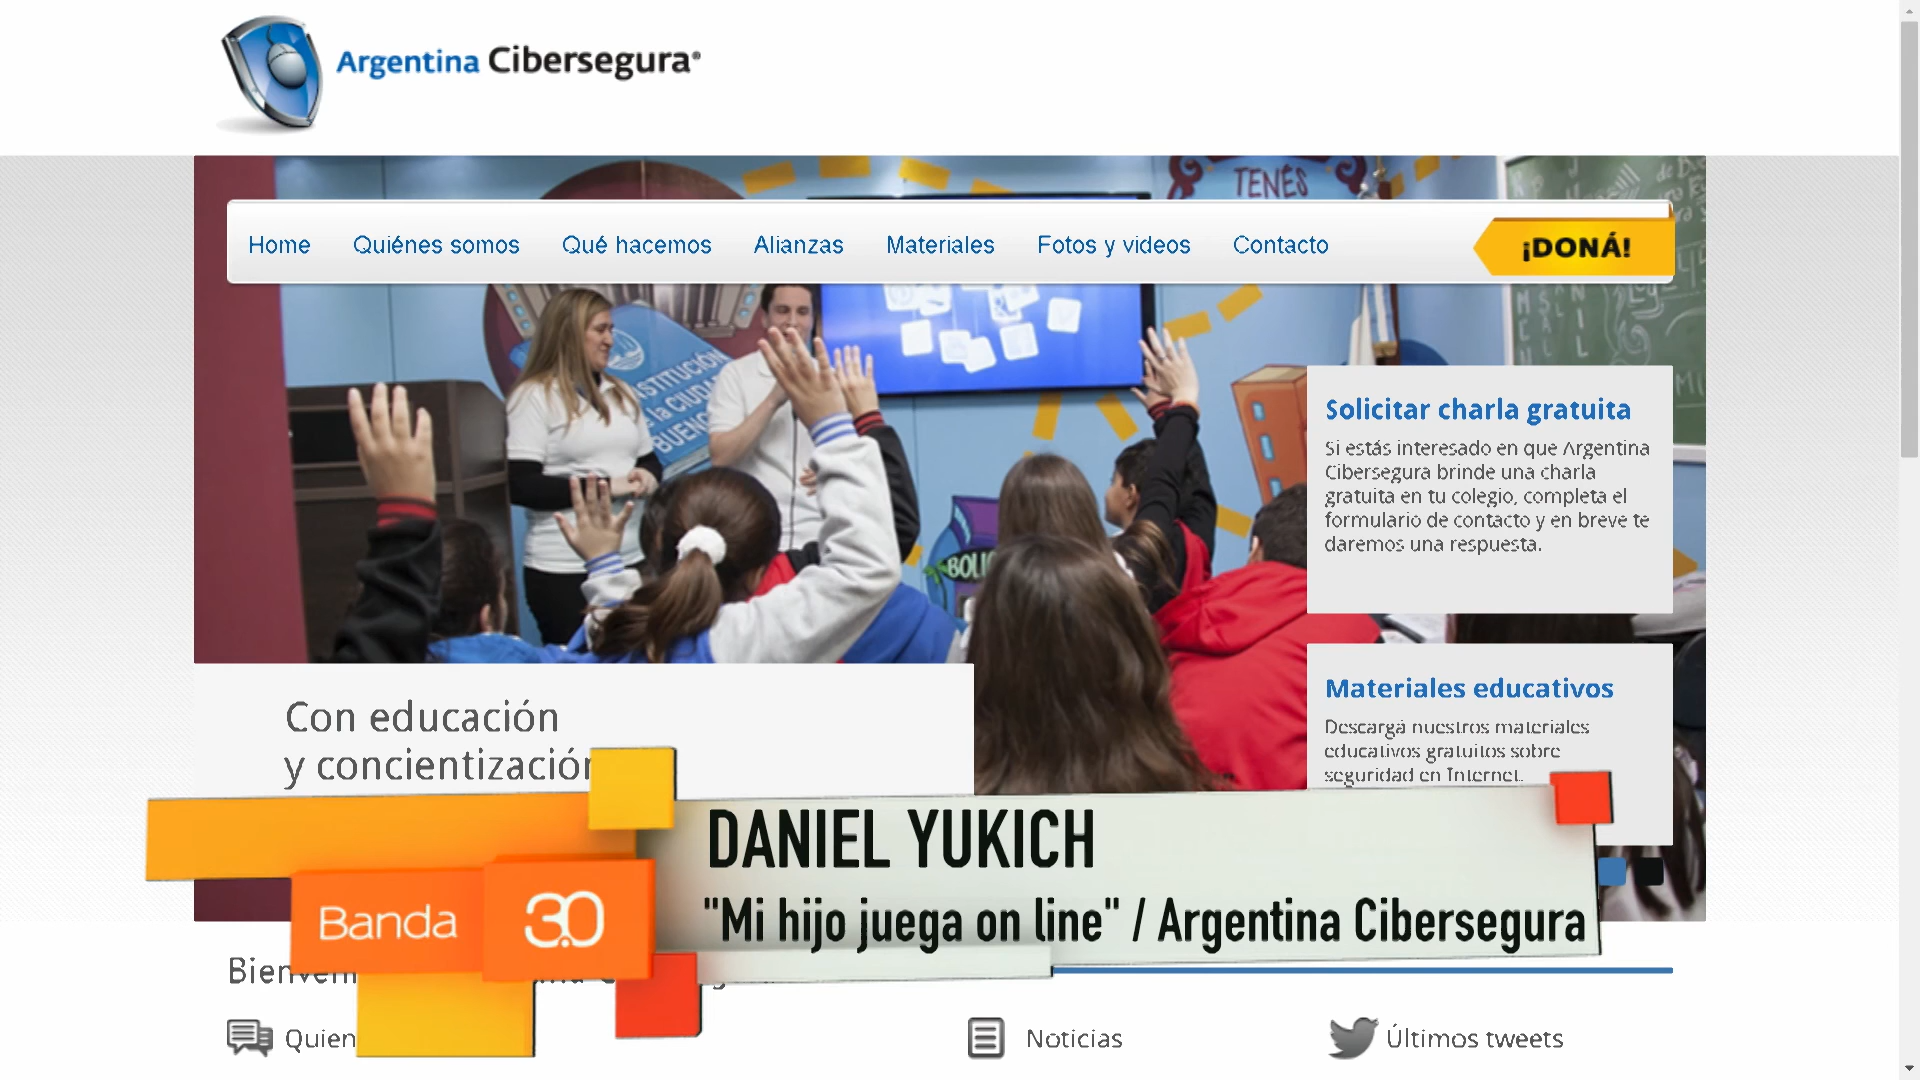 Argentina Cibersegura®
TENÉS
Home Quiénes somos Qué hacemos Alianzas Materiales Fotos y videos Contacto ¡DONÁ!
Solicitar charla gratuita
Si estás interesado en que Argentina
Cibersegura brinde una charla
gratuita en tu colegio, completa el
formulario de contacto y en breve te
daremos una respuesta.
Materiales educativos
Descargá nuestros materiales
educativos gratuitos sobre
seguridad en Internet.
Con educación
y concientización
DANIEL YUKICH
"Mi hijo juega on line" / Argentina Cibersegura
Banda 3.0
Noticias
Últimos tweets